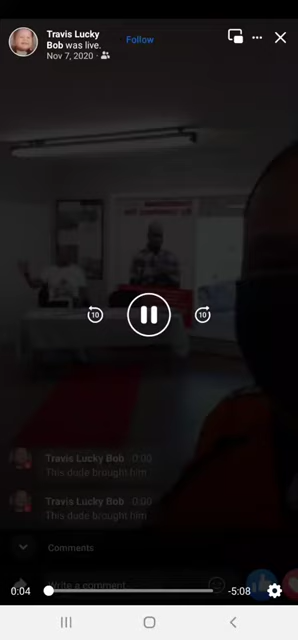 Travis Lucky
Bob was live.
Follow
Nov 7, 2020 ·
10
10
Travis Lucky Bob · 0:00
This dude brought him
Travis Lucky Bob · 0:00
This dude brought him
Comments
Write a comment...
0:04
-5:08